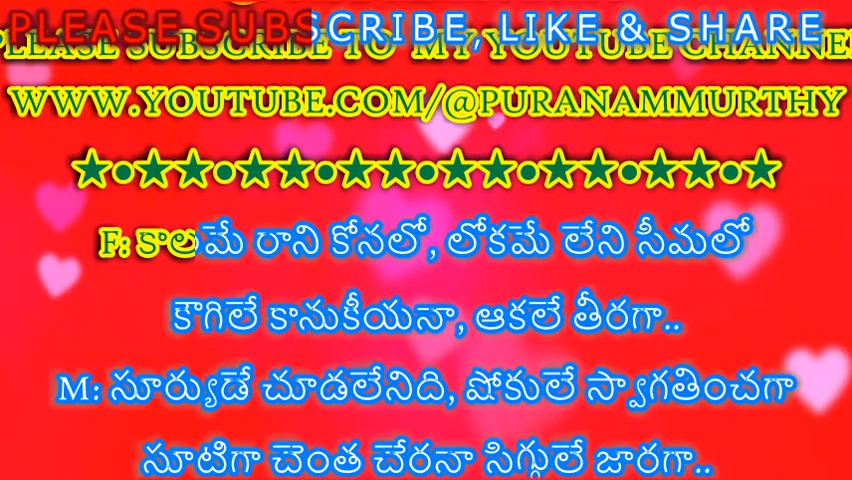 PLEASE SUBSCRIBE, LIKE & SHARE
PLEASE SUBSCRIBE TO MY YOUTUBE CHANNEL
WWW.YOUTUBE.COM/@PURANAMMURTHY
★•★★•★★•★★•★★•★★•★★•★
F: కాలమే రాని కోనలో, లోకమే లేని సీమలో
కౌగిలే కానుకీయనా, ఆకలే తీరగా..
M: సూర్యుడే చూడలేనిది, షోకులే స్వాగతించగా
సూటిగా చెంత చేరనా సిగ్గులే జారగా..